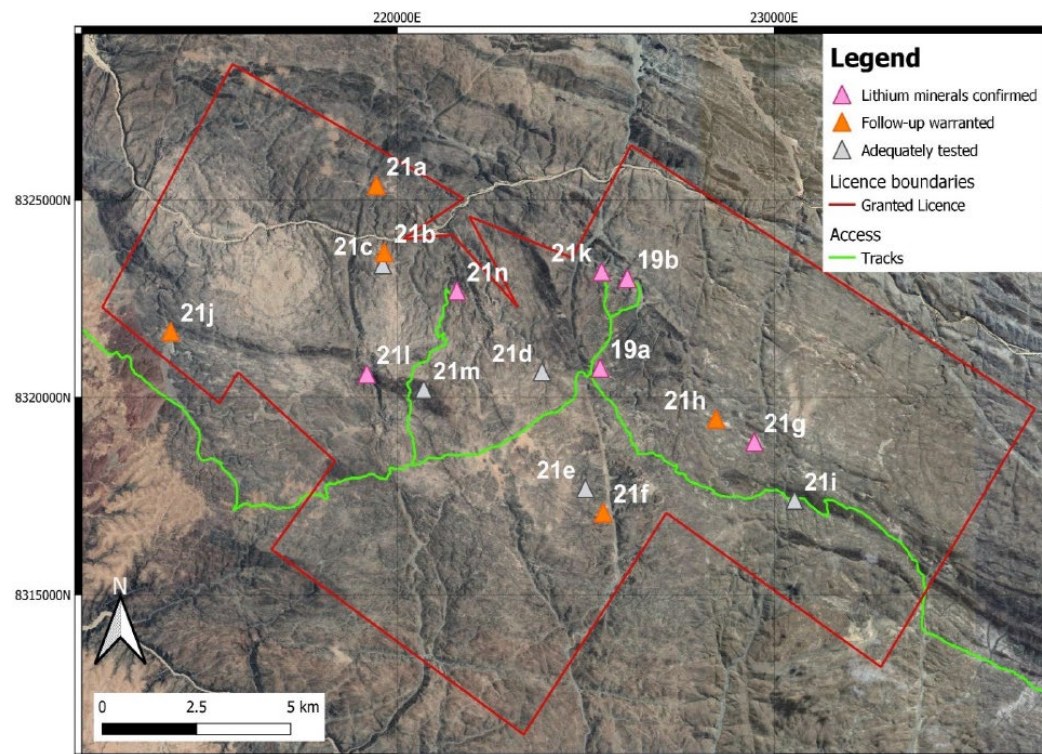 220000E
230000E
8325000N
8320000N
8315000N
Legend
Lithium minerals confirmed
Follow-up warranted
Adequately tested
Licence boundaries
Granted Licence
Access
Tracks
21a
21b
21c
21k
19b
21n
21j
21d
19a
21l
21m
21h
21g
21e
21i
21f
N
0 2.5 5 km